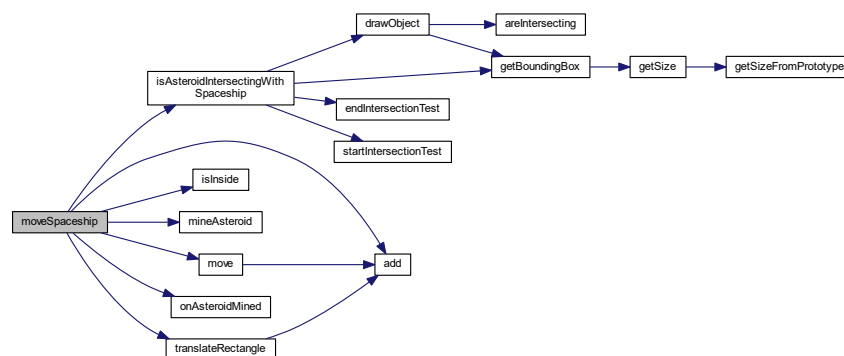 drawObject
areIntersecting
getBoundingBox
getSize
getSizeFromPrototype
isAsteroidIntersectingWith
Spaceship
endIntersectionTest
startIntersectionTest
isInside
moveSpaceship
mineAsteroid
move
add
onAsteroidMined
translateRectangle